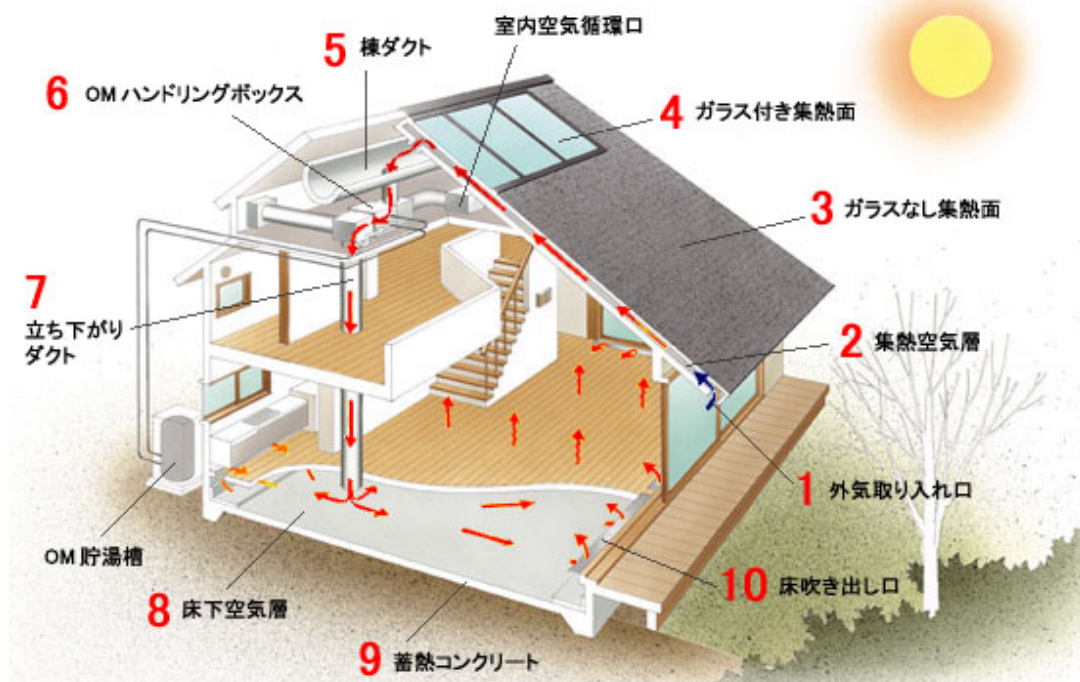 室内空気循環口
5 棟ダクト
6 OMハンドリングボックス
4 ガラス付き集熱面
3 ガラスなし集熱面
7
立ち下がり
ダクト
2 集熱空気層
1 外気取り入れ口
OM貯湯槽
10 床吹き出し口
8 床下空気層
9 蓄熱コンクリート